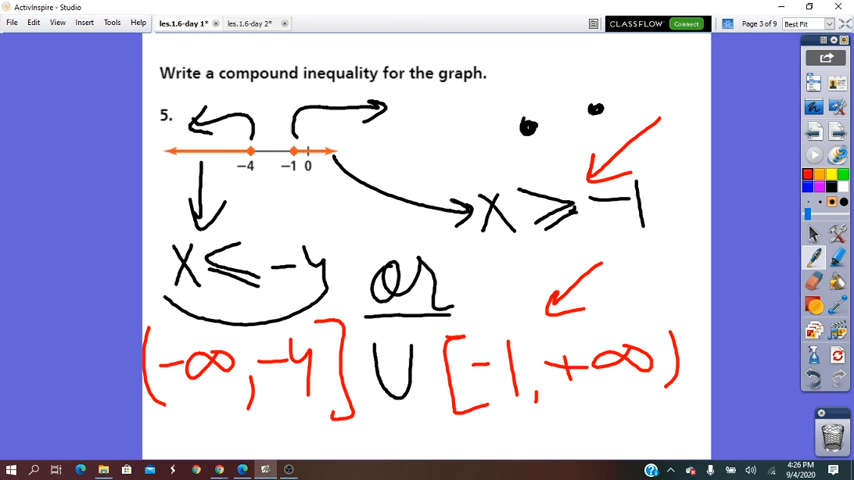 ActivInspire - Studio
File Edit View Insert Tools Help les.1.6-day 1* les.1.6-day 2* CLASSFLOW Connect Page 3 of 9 Best Fit
Write a compound inequality for the graph.
5.
−4 −1 0
x ≥ −1
x ≤ −4 or
(−∞, −4] U [−1, +∞)
4:26 PM
9/4/2020